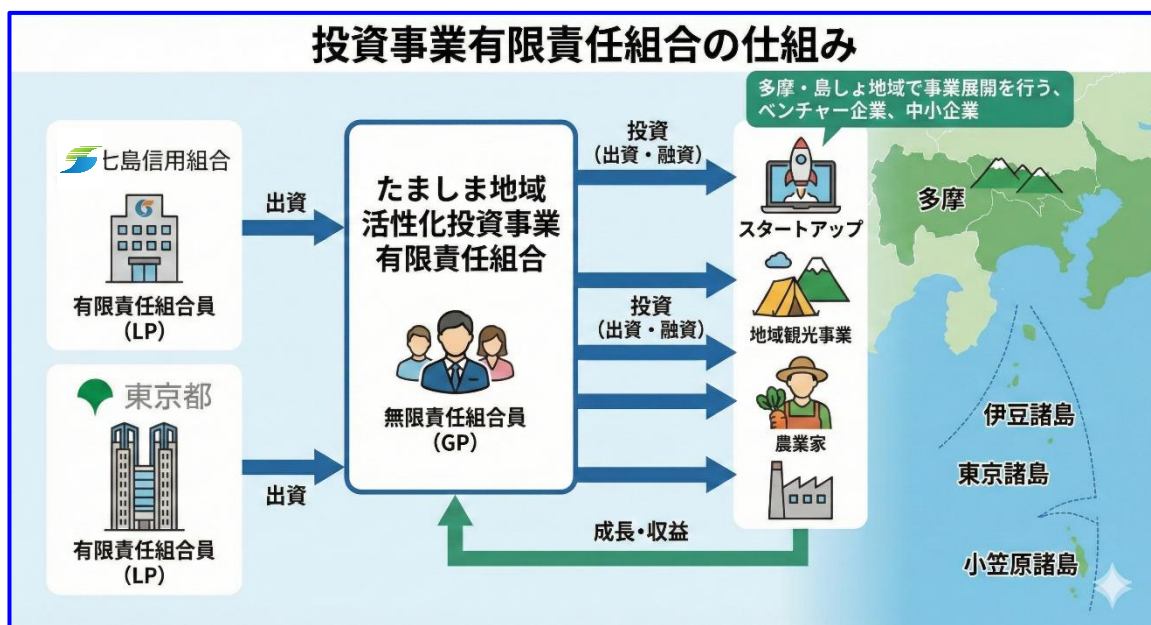 投資事業有限責任組合の仕組み
多摩・島しょ地域で事業展開を行う、
ベンチャー企業、中小企業
七島信用組合
有限責任組合員
(LP)
出資
東京都
有限責任組合員
(LP)
出資
たましま地域
活性化投資事業
有限責任組合
無限責任組合員
(GP)
投資
(出資・融資)
投資
(出資・融資)
スタートアップ
地域観光事業
農業家
成長・収益
多摩
伊豆諸島
東京諸島
小笠原諸島